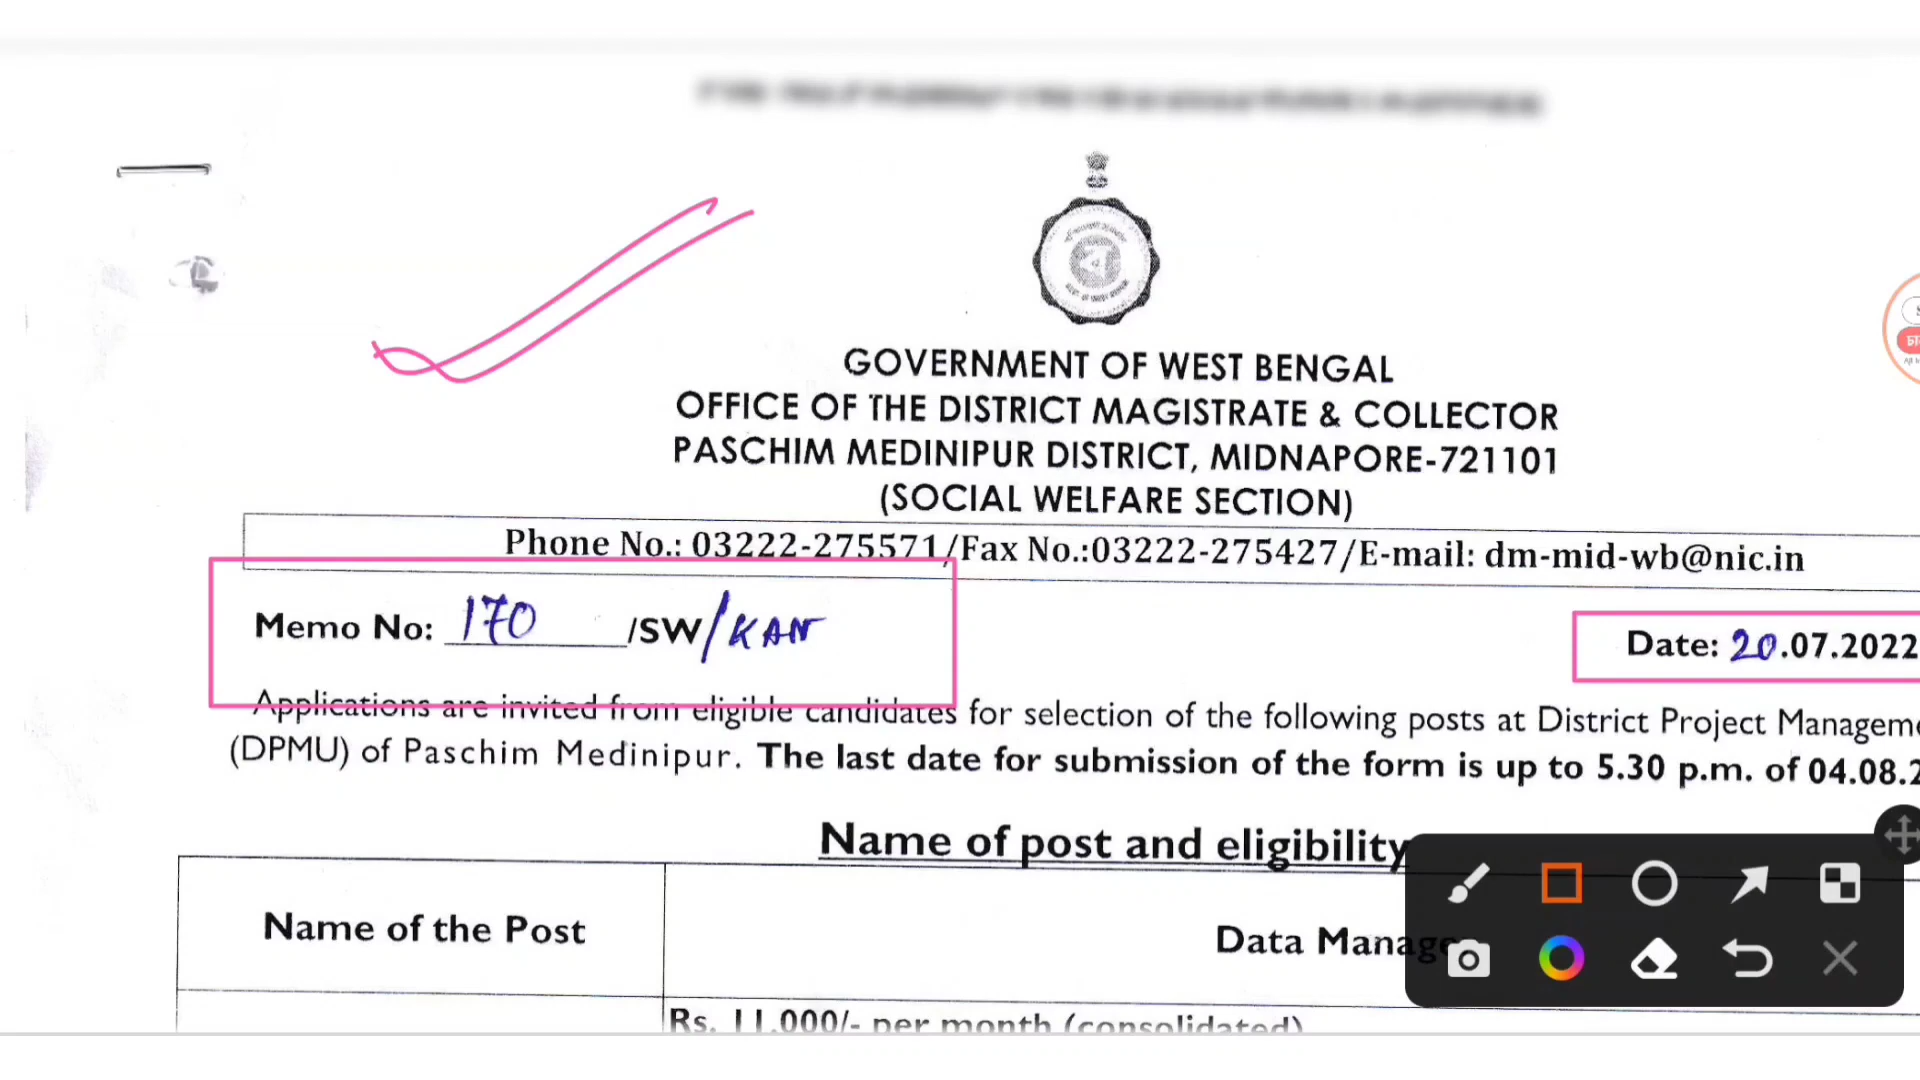 GOVERNMENT OF WEST BENGAL
OFFICE OF THE DISTRICT MAGISTRATE & COLLECTOR
PASCHIM MEDINIPUR DISTRICT, MIDNAPORE-721101
(SOCIAL WELFARE SECTION)
Phone No.: 03222-275571/Fax No.:03222-275427/E-mail: dm-mid-wb@nic.in
Memo No: 170 /SW/KAN
Date: 20.07.2022
Applications are invited from eligible candidates for selection of the following posts at District Project Manageme
(DPMU) of Paschim Medinipur. The last date for submission of the form is up to 5.30 p.m. of 04.08.2
Name of post and eligibility
Name of the Post
Data Manage
Rs. 11,000/- per month (consolidated)